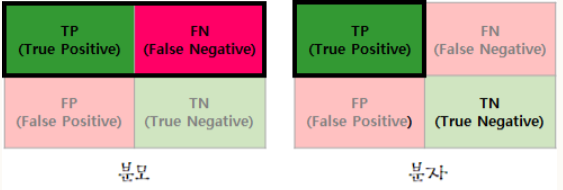 TP
(True Positive)
FN
(False Negative)
FP
(False Positive)
TN
(True Negative)
분모
TP
(True Positive)
FN
(False Negative)
FP
(False Positive)
TN
(True Negative)
분자